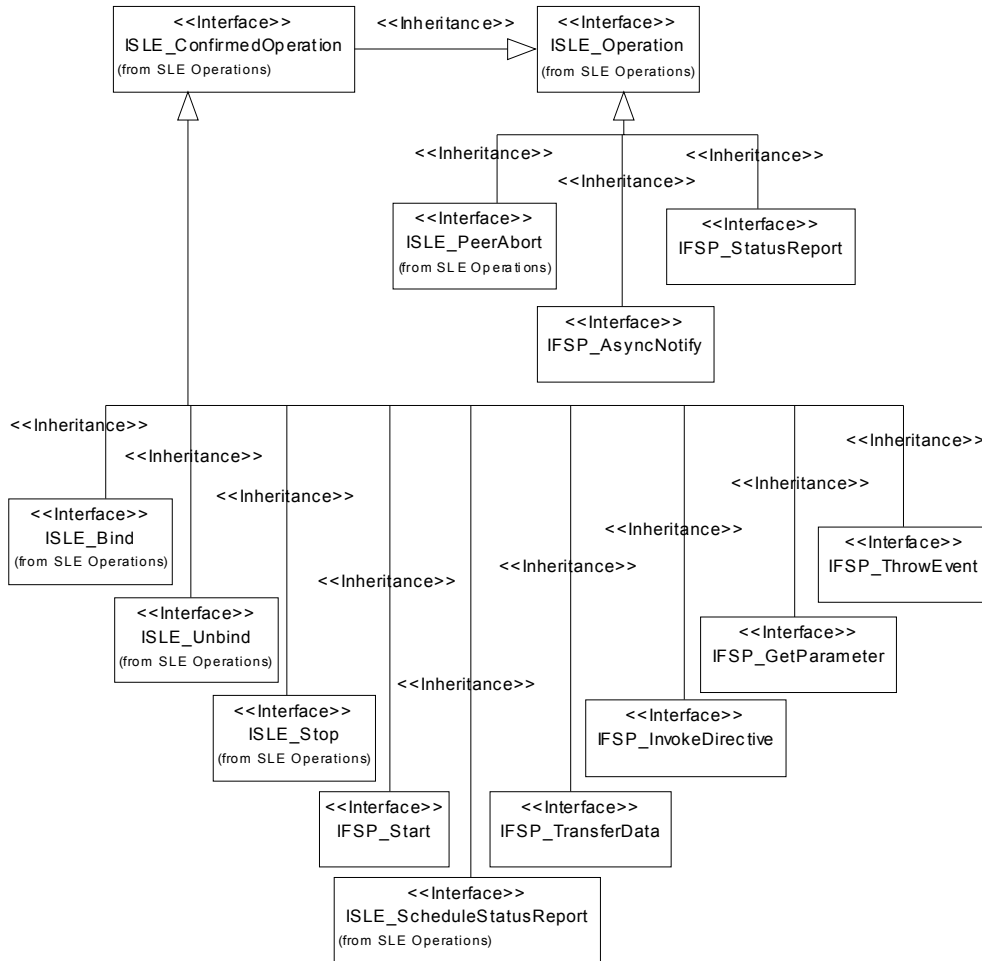 <<Interface>>
ISLE_ConfirmedOperation
(from SLE Operations)
<<Inheritance>>
<<Interface>>
ISLE_Operation
(from SLE Operations)
<<Inheritance>>
<<Inheritance>>
<<Inheritance>>
<<Interface>>
ISLE_PeerAbort
(from SLE Operations)
<<Interface>>
IFSP_StatusReport
<<Interface>>
IFSP_AsyncNotify
<<Inheritance>>
<<Inheritance>>
<<Inheritance>>
<<Inheritance>>
<<Inheritance>>
<<Inheritance>>
<<Inheritance>>
<<Inheritance>>
<<Inheritance>>
<<Interface>>
ISLE_Bind
(from SLE Operations)
<<Interface>>
IFSP_ThrowEvent
<<Interface>>
ISLE_Unbind
(from SLE Operations)
<<Interface>>
IFSP_GetParameter
<<Interface>>
ISLE_Stop
(from SLE Operations)
<<Interface>>
IFSP_InvokeDirective
<<Interface>>
IFSP_Start
<<Interface>>
IFSP_TransferData
<<Interface>>
ISLE_ScheduleStatusReport
(from SLE Operations)